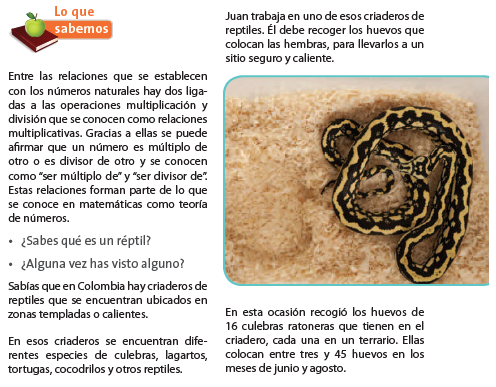 Lo que
sabemos
Entre las relaciones que se establecen
con los números naturales hay dos liga-
das a las operaciones multiplicación y
división que se conocen como relaciones
multiplicativas. Gracias a ellas se puede
afirmar que un número es múltiplo de
otro o es divisor de otro y se conocen
como “ser múltiplo de” y “ser divisor de”.
Estas relaciones forman parte de lo que
se conoce en matemáticas como teoría
de números.
• ¿Sabes qué es un réptil?
• ¿Alguna vez has visto alguno?
Sabías que en Colombia hay criaderos de
reptiles que se encuentran ubicados en
zonas templadas o calientes.
En esos criaderos se encuentran dife-
rentes especies de culebras, lagartos,
tortugas, cocodrilos y otros reptiles.
Juan trabaja en uno de esos criaderos de
reptiles. Él debe recoger los huevos que
colocan las hembras, para llevarlos a un
sitio seguro y caliente.
En esta ocasión recogió los huevos de
16 culebras ratoneras que tienen en el
criadero, cada una en un terrario. Ellas
colocan entre tres y 45 huevos en los
meses de junio y agosto.